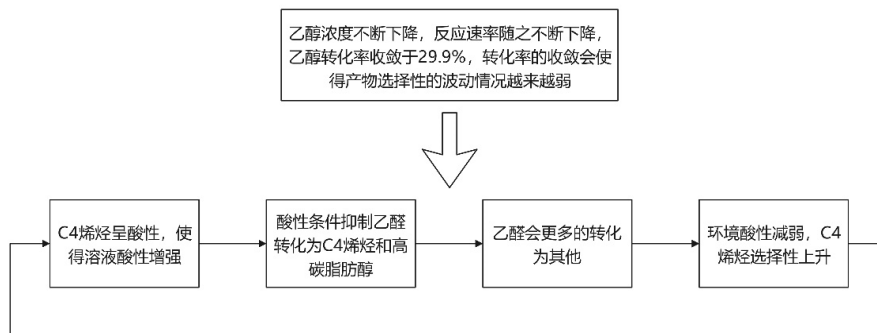 乙醇浓度不断下降，反应速率随之不断下降，
乙醇转化率收敛于29.9%，转化率的收敛会使
得产物选择性的波动情况越来越弱
C4烯烃呈酸性，使
得溶液酸性增强
酸性条件抑制乙醛
转化为C4烯烃和高
碳脂肪醇
乙醛会更多的转化
为其他
环境酸性减弱，C4
烯烃选择性上升